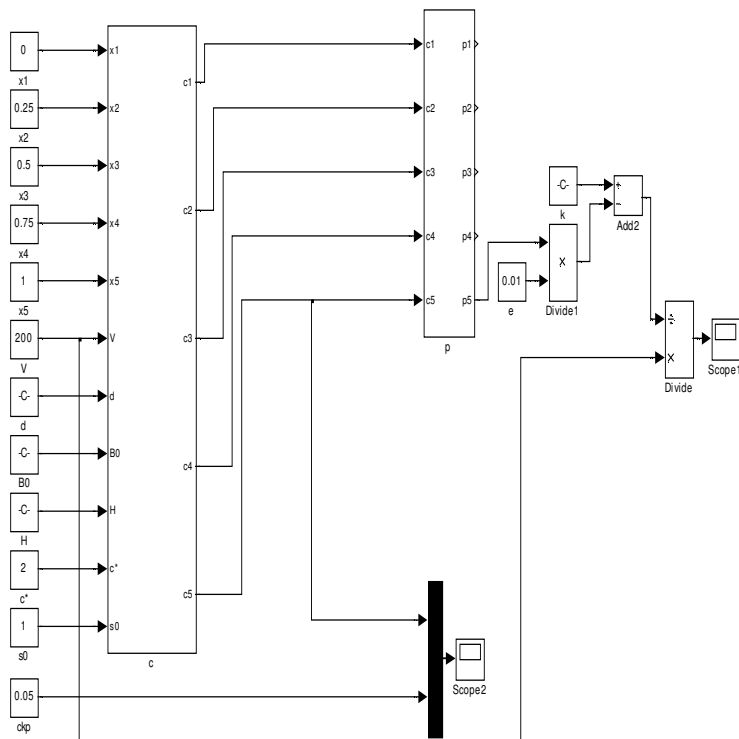 0
x1
0.25
x2
0.5
x3
0.75
x4
1
x5
200
V
-C-
d
-C-
B0
-C-
H
2
c*
1
s0
0.05
ckp
x1
x2
x3
x4
x5
V
d
B0
H
c*
s0
c1
c2
c3
c4
c5
c
c1
c2
c3
c4
c5
p1
p2
p3
p4
p5
p
-C-
k
0.01
e
X
Divide1
+
−
Add2
÷
X
Divide
Scope1
Scope2